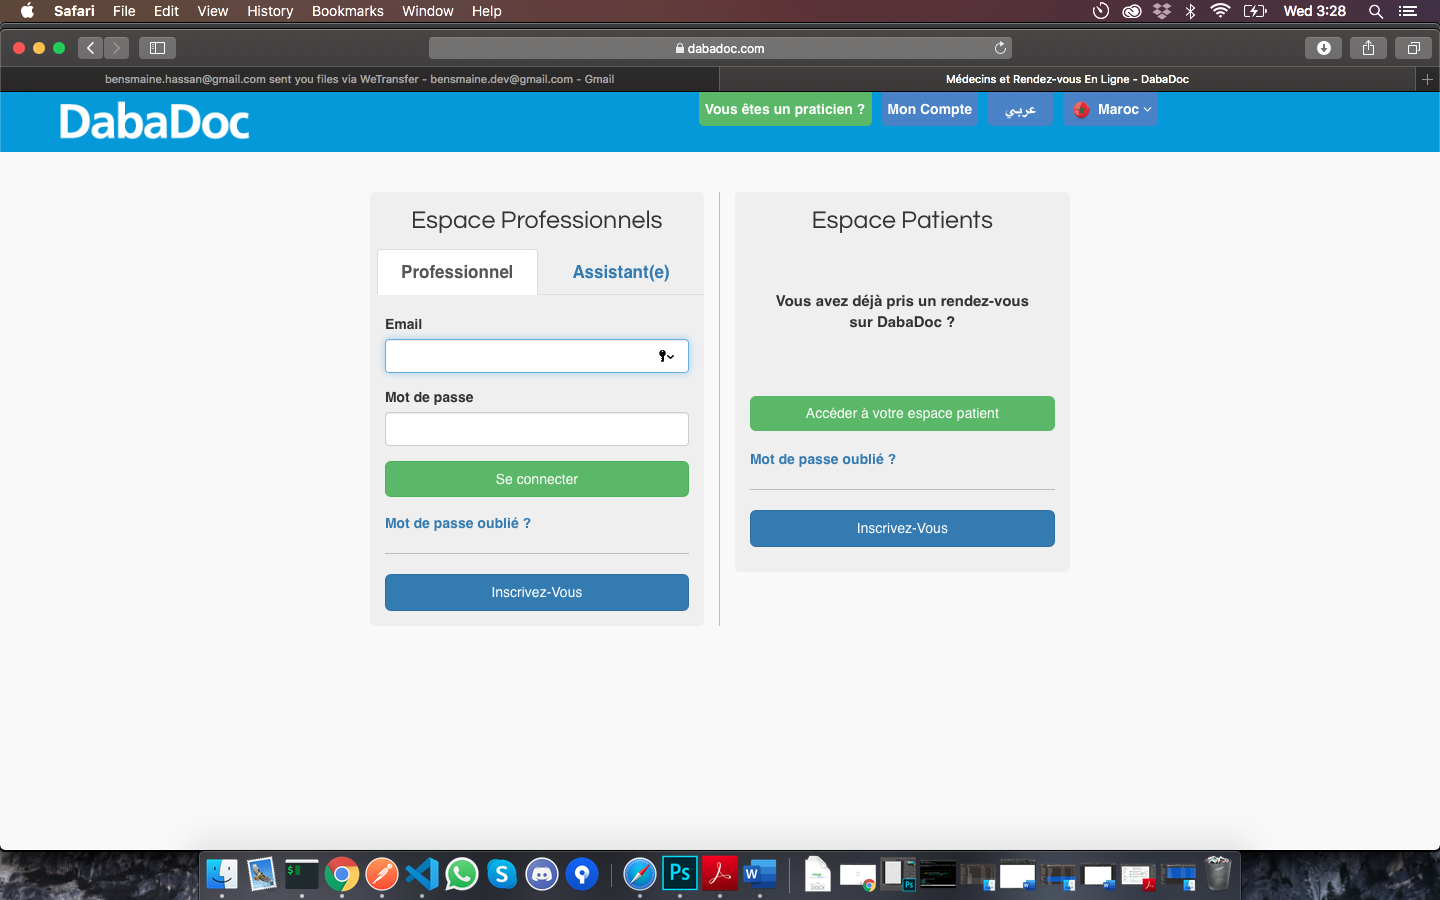 Safari File Edit View History Bookmarks Window Help Wed 3:28
dabadoc.com
bensmaine.hassan@gmail.com sent you files via WeTransfer - bensmaine.dev@gmail.com - Gmail
Médecins et Rendez-vous En Ligne - DabaDoc
DabaDoc
Vous êtes un praticien ? Mon Compte عربي Maroc
Espace Professionnels
Professionnel Assistant(e)
Email
Mot de passe
Se connecter
Mot de passe oublié ?
Inscrivez-Vous
Espace Patients
Vous avez déjà pris un rendez-vous
sur DabaDoc ?
Accéder à votre espace patient
Mot de passe oublié ?
Inscrivez-Vous
$
S
Ps
W
DOCX
Ps
W
W